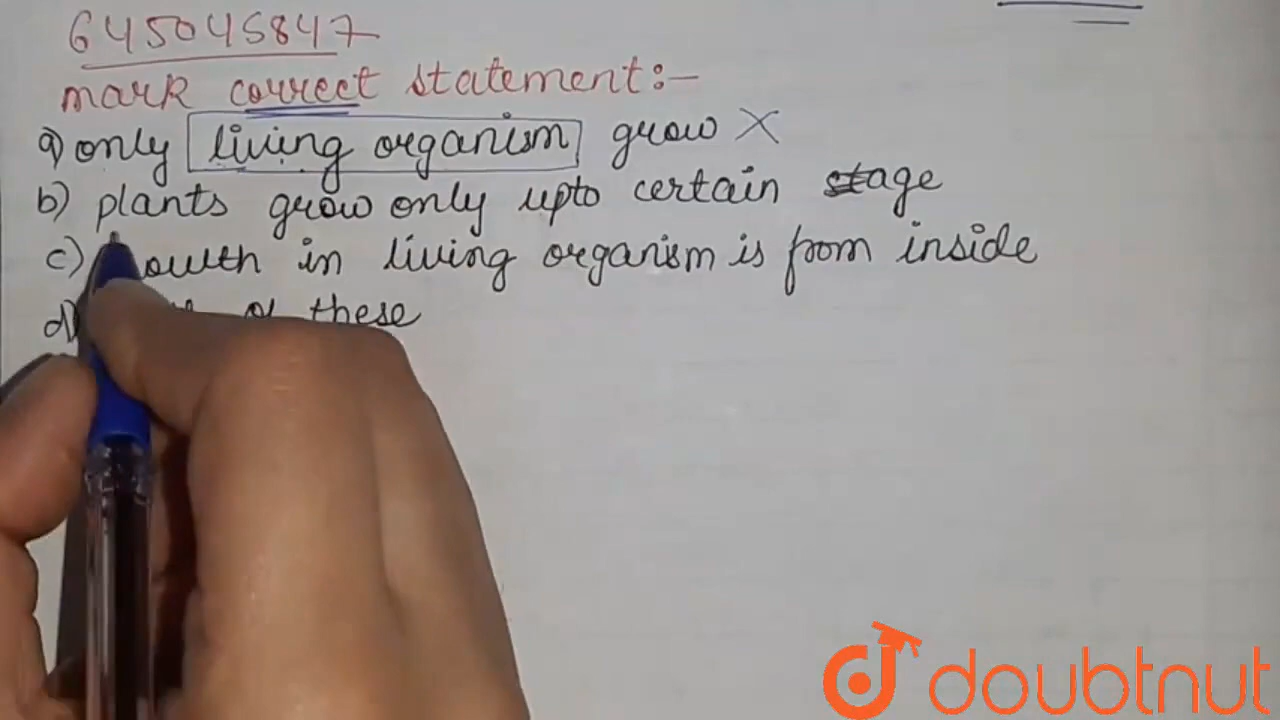 645045847
mark correct statement:-
a) only living organism grow X
b) plants grow only upto certain stage
c) owth in living organism is from inside
d) of these
doubtnut